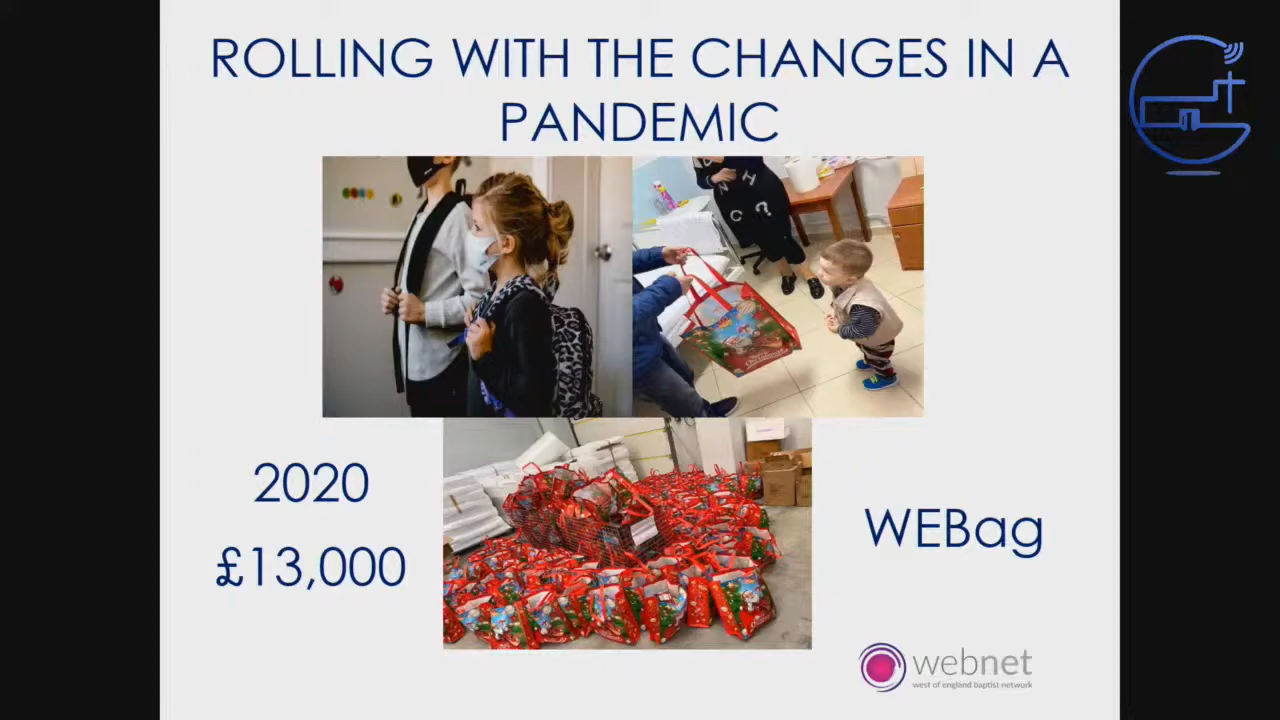 ROLLING WITH THE CHANGES IN A
PANDEMIC
2020
£13,000
WEBag
webnet
west of england baptist network